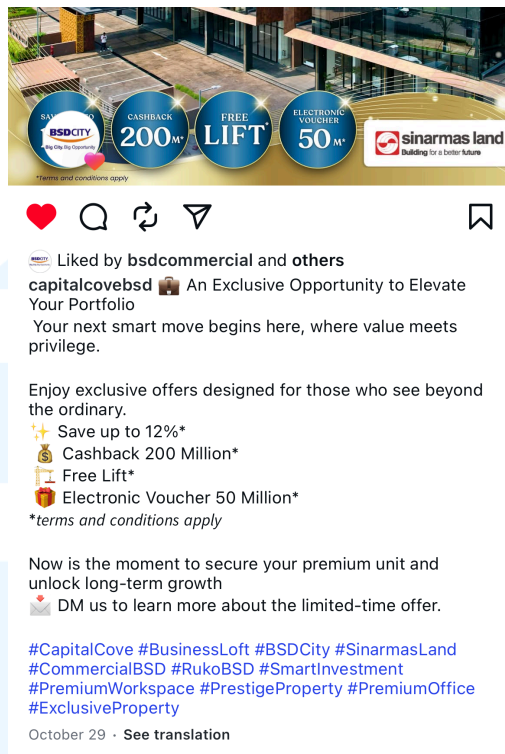 CASHBACK
200 M*
FREE
LIFT*
ELECTRONIC
VOUCHER
50 M*
BSDCITY
Big City, Big Opportunity
sinarmas land
Building for a better future
*Terms and conditions apply
BSDCITY
Liked by bsdcommercial and others
capitalcovebsd 💼 An Exclusive Opportunity to Elevate
Your Portfolio
Your next smart move begins here, where value meets
privilege.
Enjoy exclusive offers designed for those who see beyond
the ordinary.
✨ Save up to 12%*
💰 Cashback 200 Million*
🏗️ Free Lift*
🎁 Electronic Voucher 50 Million*
*terms and conditions apply
Now is the moment to secure your premium unit and
unlock long-term growth
📩 DM us to learn more about the limited-time offer.
#CapitalCove #BusinessLoft #BSDCity #SinarmasLand
#CommercialBSD #RukoBSD #SmartInvestment
#PremiumWorkspace #PrestigeProperty #PremiumOffice
#ExclusiveProperty
October 29 · See translation